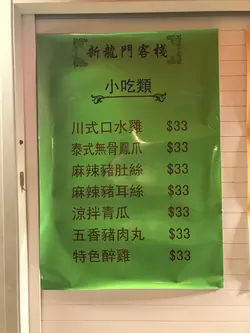 新龍門客棧
小吃類
川式口水雞 $33
泰式無骨鳳爪 $33
麻辣豬肚絲 $33
麻辣豬耳絲 $33
涼拌青瓜 $33
五香豬肉丸 $33
特色醉雞 $33